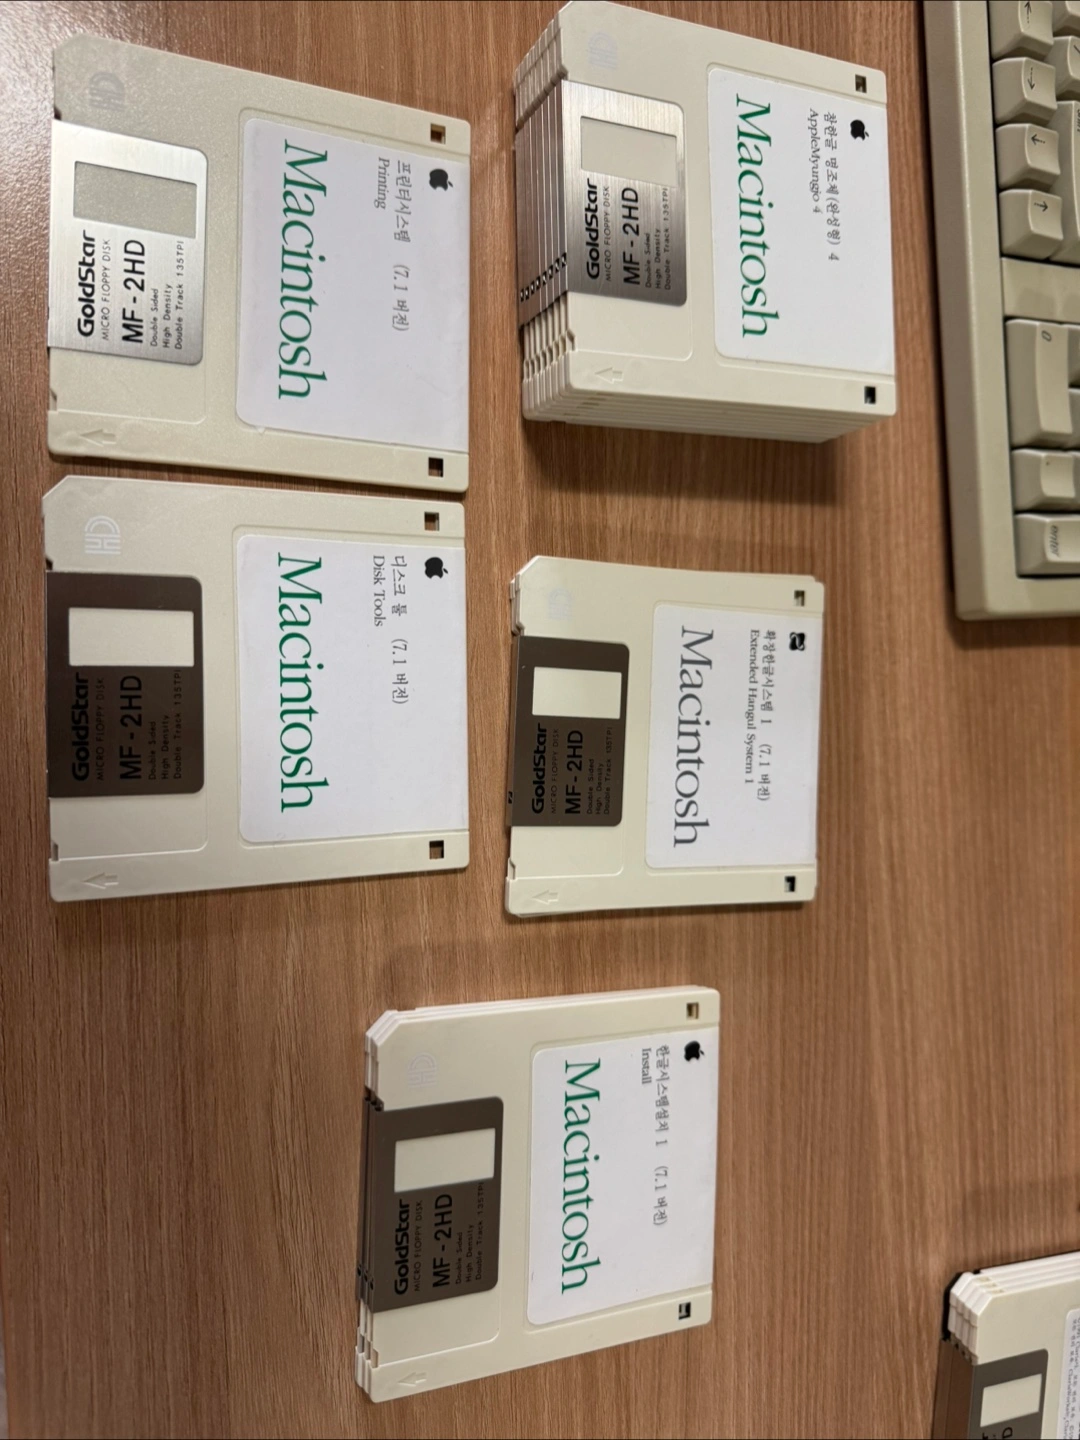 프린터시스템 (7.1 버전)
Printing
Macintosh
HD
GoldStar
MICRO FLOPPY DISK
MF-2HD
Double Sided
High Density
Double Track 135TPI
참한글 명조체(완성형) 4
AppleMyungjo 4
Macintosh
GoldStar
MICRO FLOPPY DISK
MF-2HD
Double Sided
High Density
Double Track 135TPI
디스크 툴 (7.1 버전)
Disk Tools
Macintosh
HD
GoldStar
MICRO FLOPPY DISK
MF-2HD
Double Sided
High Density
Double Track 135TPI
확장한글시스템 1 (7.1 버전)
Extended Hangul System 1
Macintosh
GoldStar
MICRO FLOPPY DISK
MF-2HD
Double Sided
High Density
Double Track 135TPI
한글시스템설치 1 (7.1 버전)
Install
Macintosh
GoldStar
MICRO FLOPPY DISK
MF-2HD
Double Sided
High Density
Double Track 135TPI
0
enter